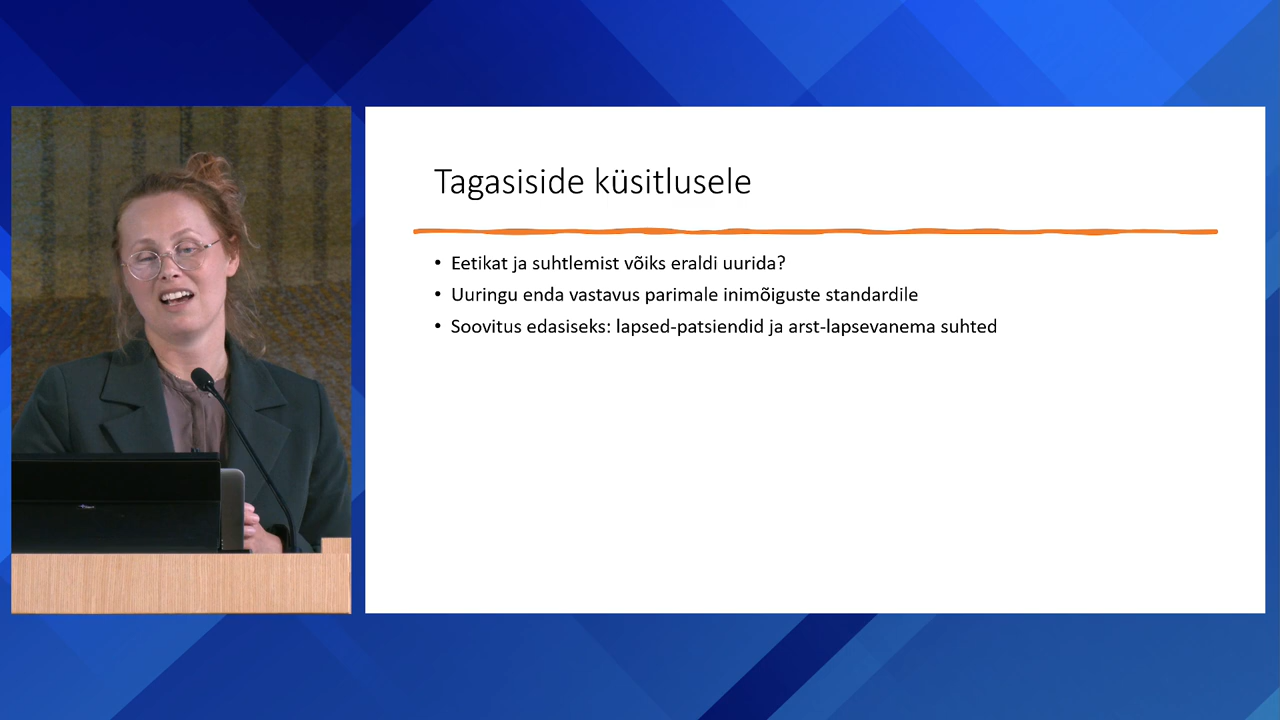 Tagasiside küsitlusele
• Eetikat ja suhtlemist võiks eraldi uurida?
• Uuringu enda vastavus parimale inimõiguste standardile
• Soovitus edasiseks: lapsed-patsiendid ja arst-lapsevanema suhted